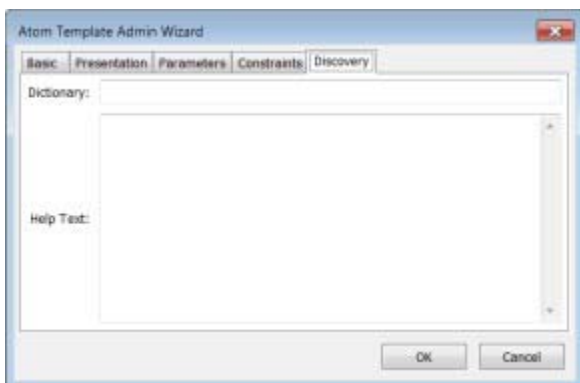 Atom Template Admin Wizard
Basic Presentation Parameters Constraints Discovery
Dictionary:
Help Text:
OK Cancel